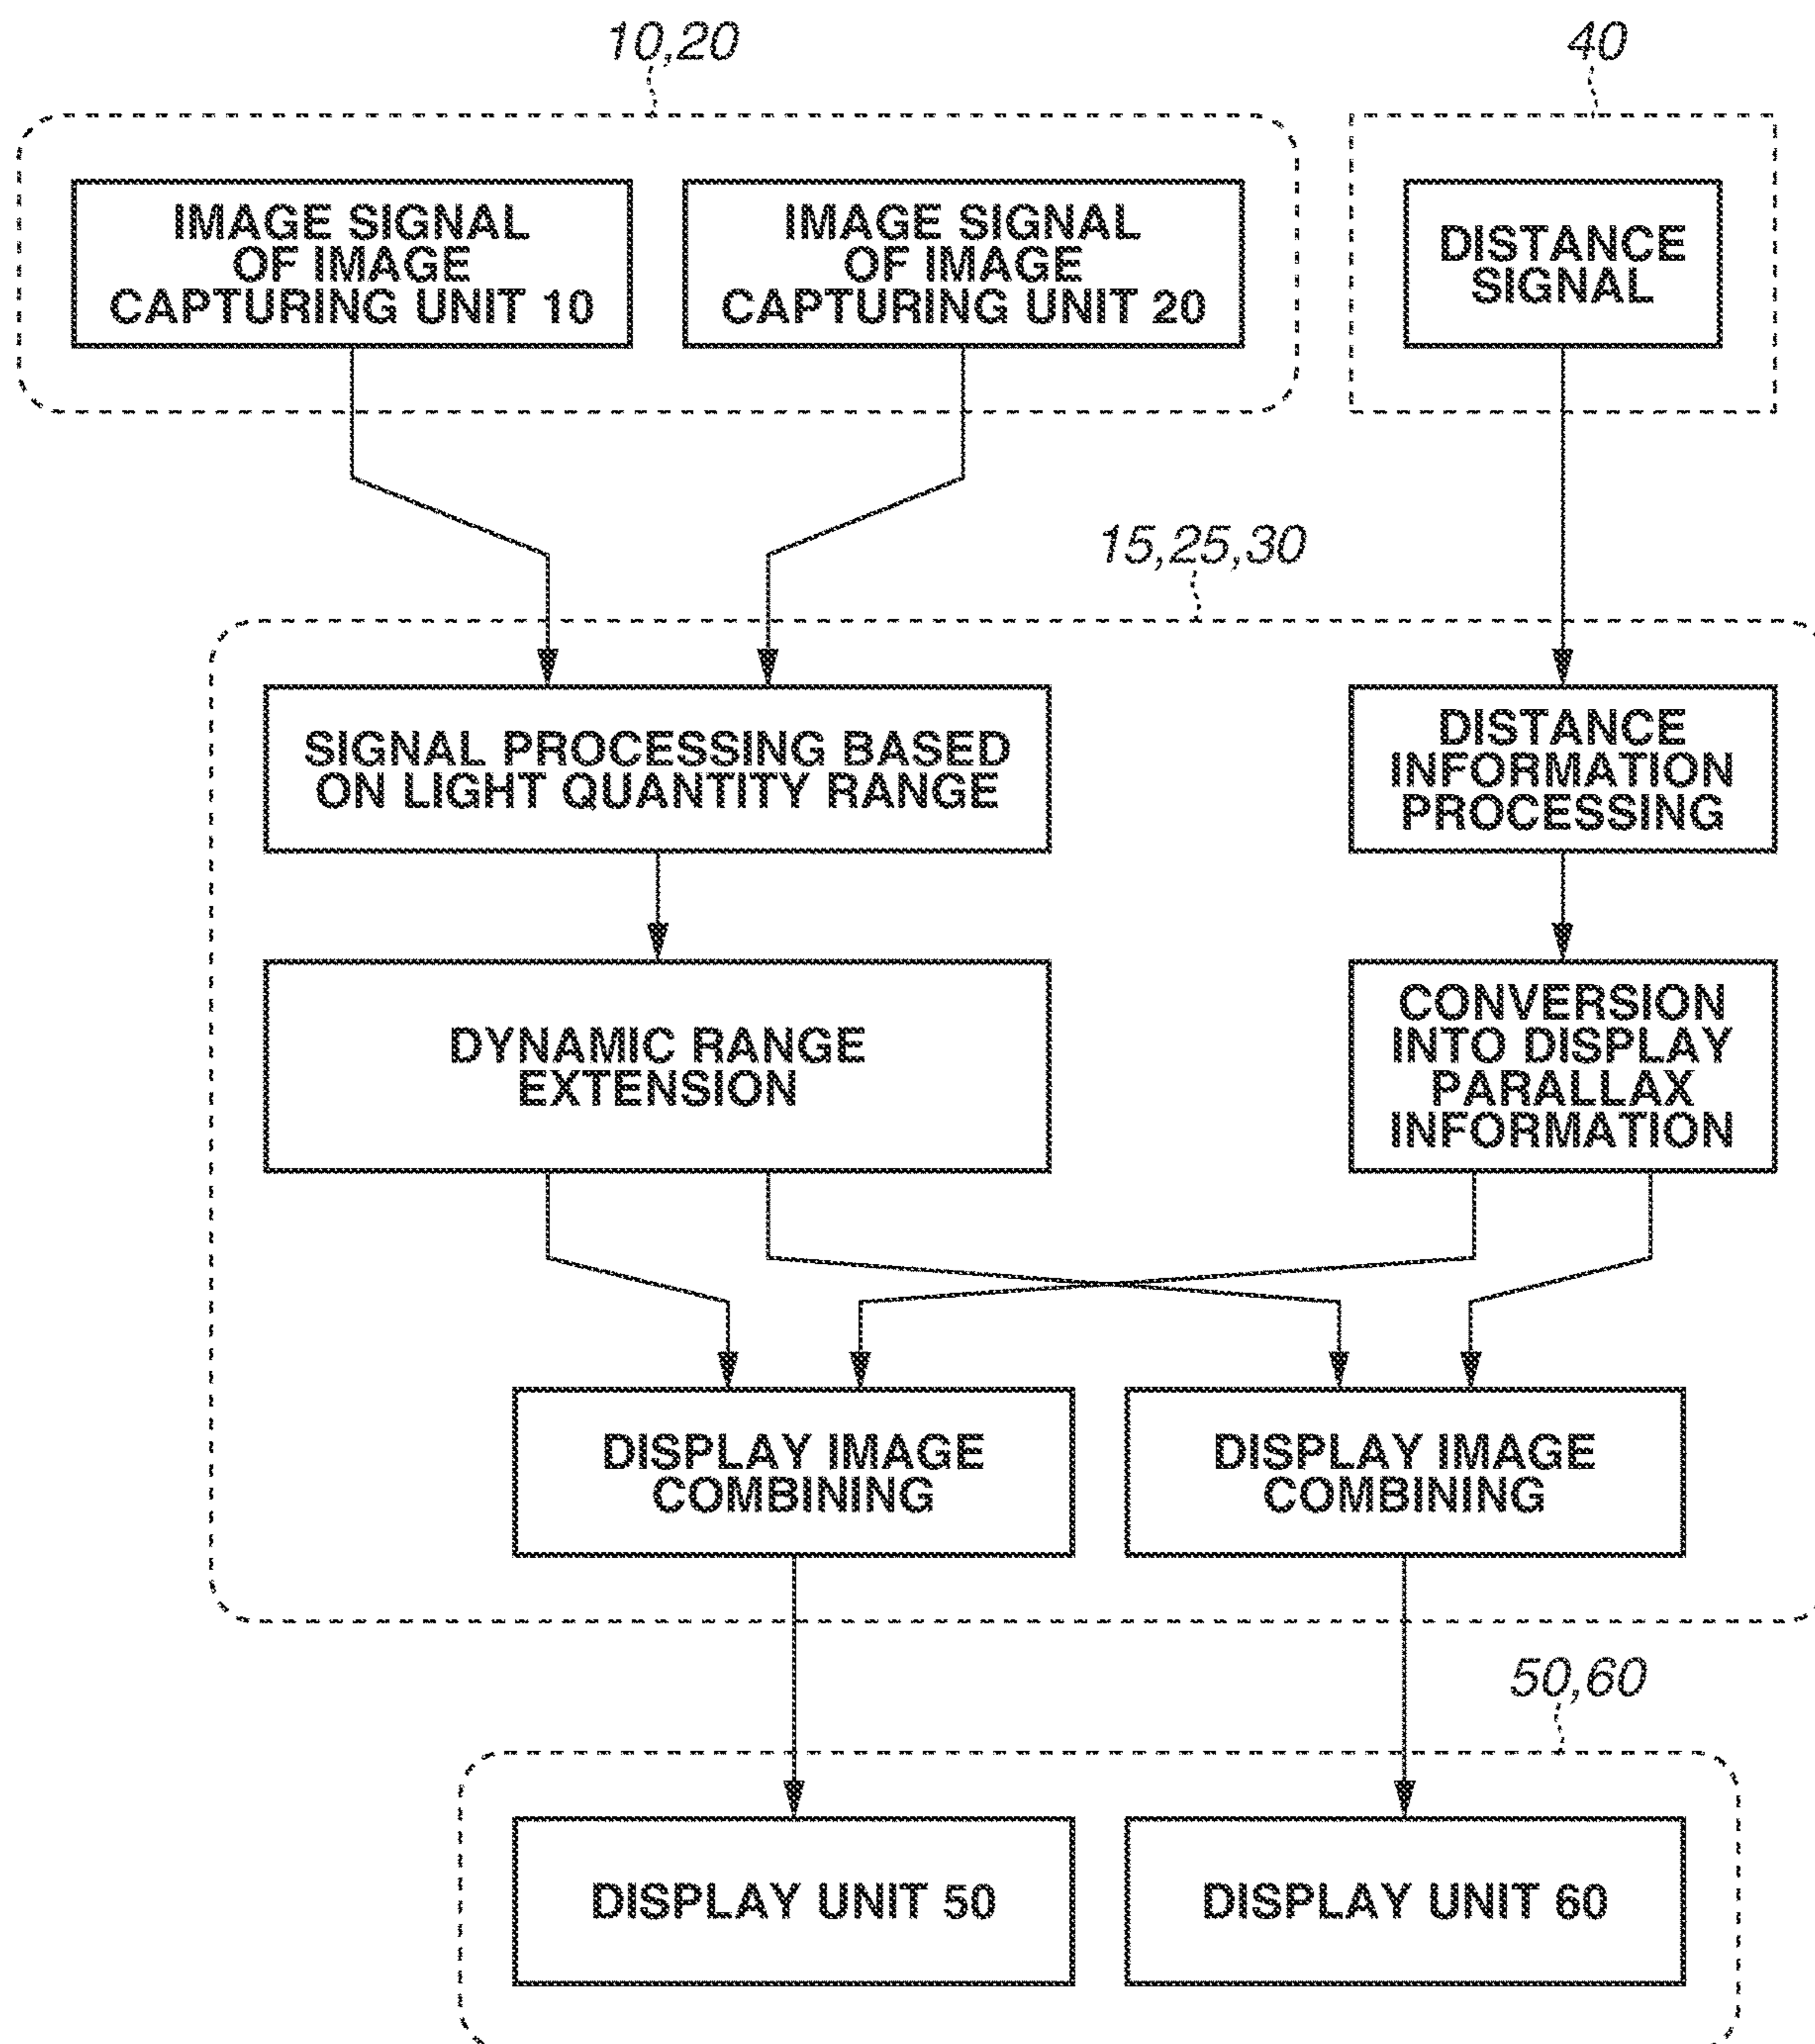 10,20
40
IMAGE SIGNAL
OF IMAGE
CAPTURING UNIT 10
IMAGE SIGNAL
OF IMAGE
CAPTURING UNIT 20
DISTANCE
SIGNAL
15,25,30
SIGNAL PROCESSING BASED
ON LIGHT QUANTITY RANGE
DISTANCE
INFORMATION
PROCESSING
DYNAMIC RANGE
EXTENSION
CONVERSION
INTO DISPLAY
PARALLAX
INFORMATION
DISPLAY IMAGE
COMBINING
DISPLAY IMAGE
COMBINING
50,60
DISPLAY UNIT 50
DISPLAY UNIT 60